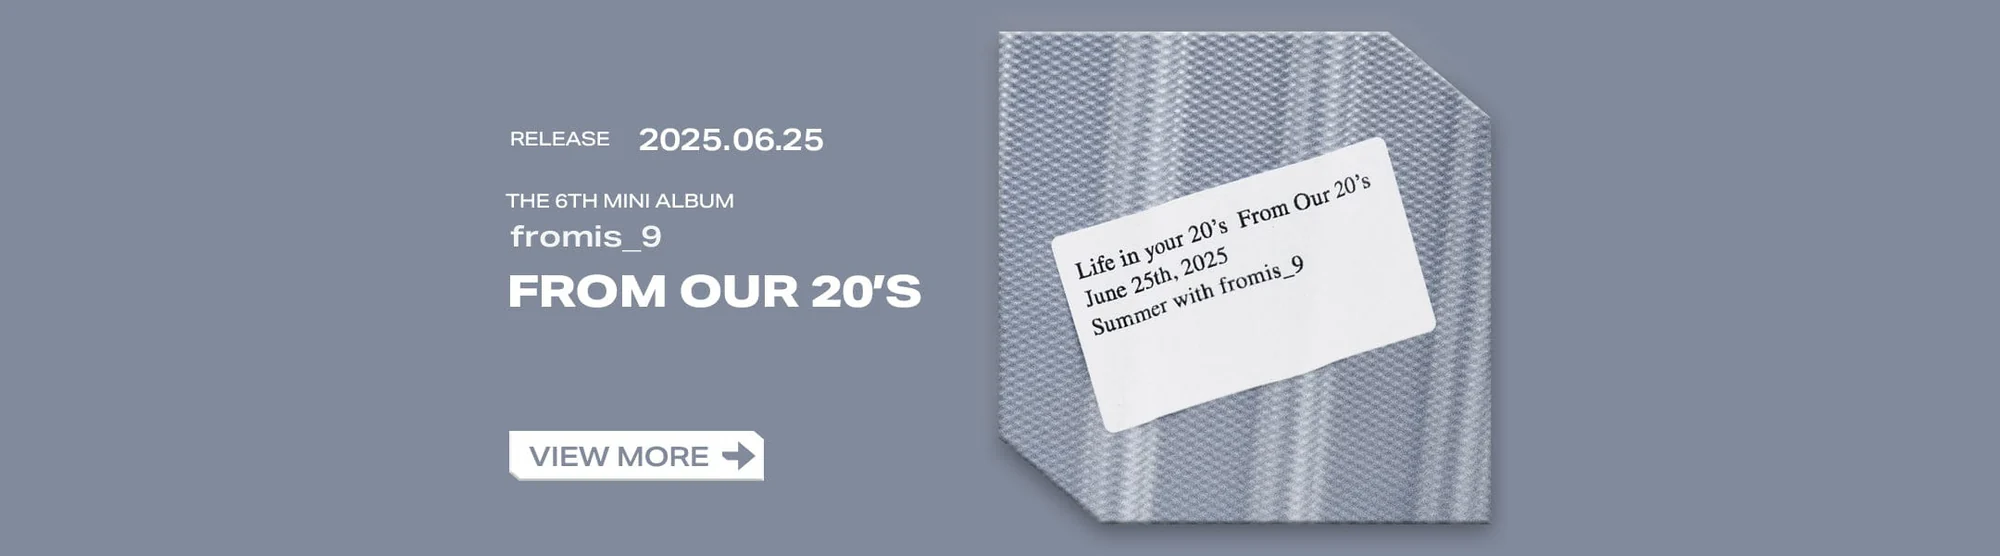 RELEASE 2025.06.25
THE 6TH MINI ALBUM
fromis_9
FROM OUR 20'S
VIEW MORE
Life in your 20’s From Our 20’s
June 25th, 2025
Summer with fromis_9